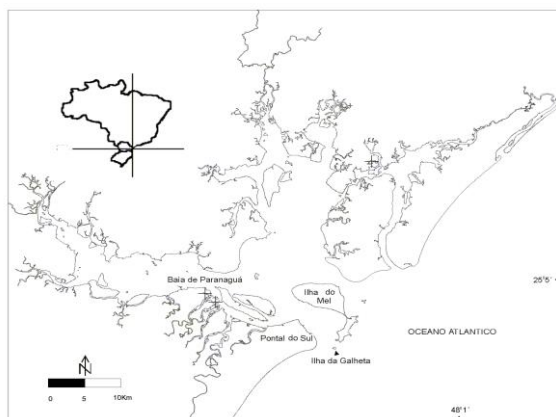 Baia de Paranaguá
Ilha do
Mel
25°5´
OCEANO ATLANTICO
Pontal do Sul
Ilha da Galheta
N
0 5 10Km
48°1´